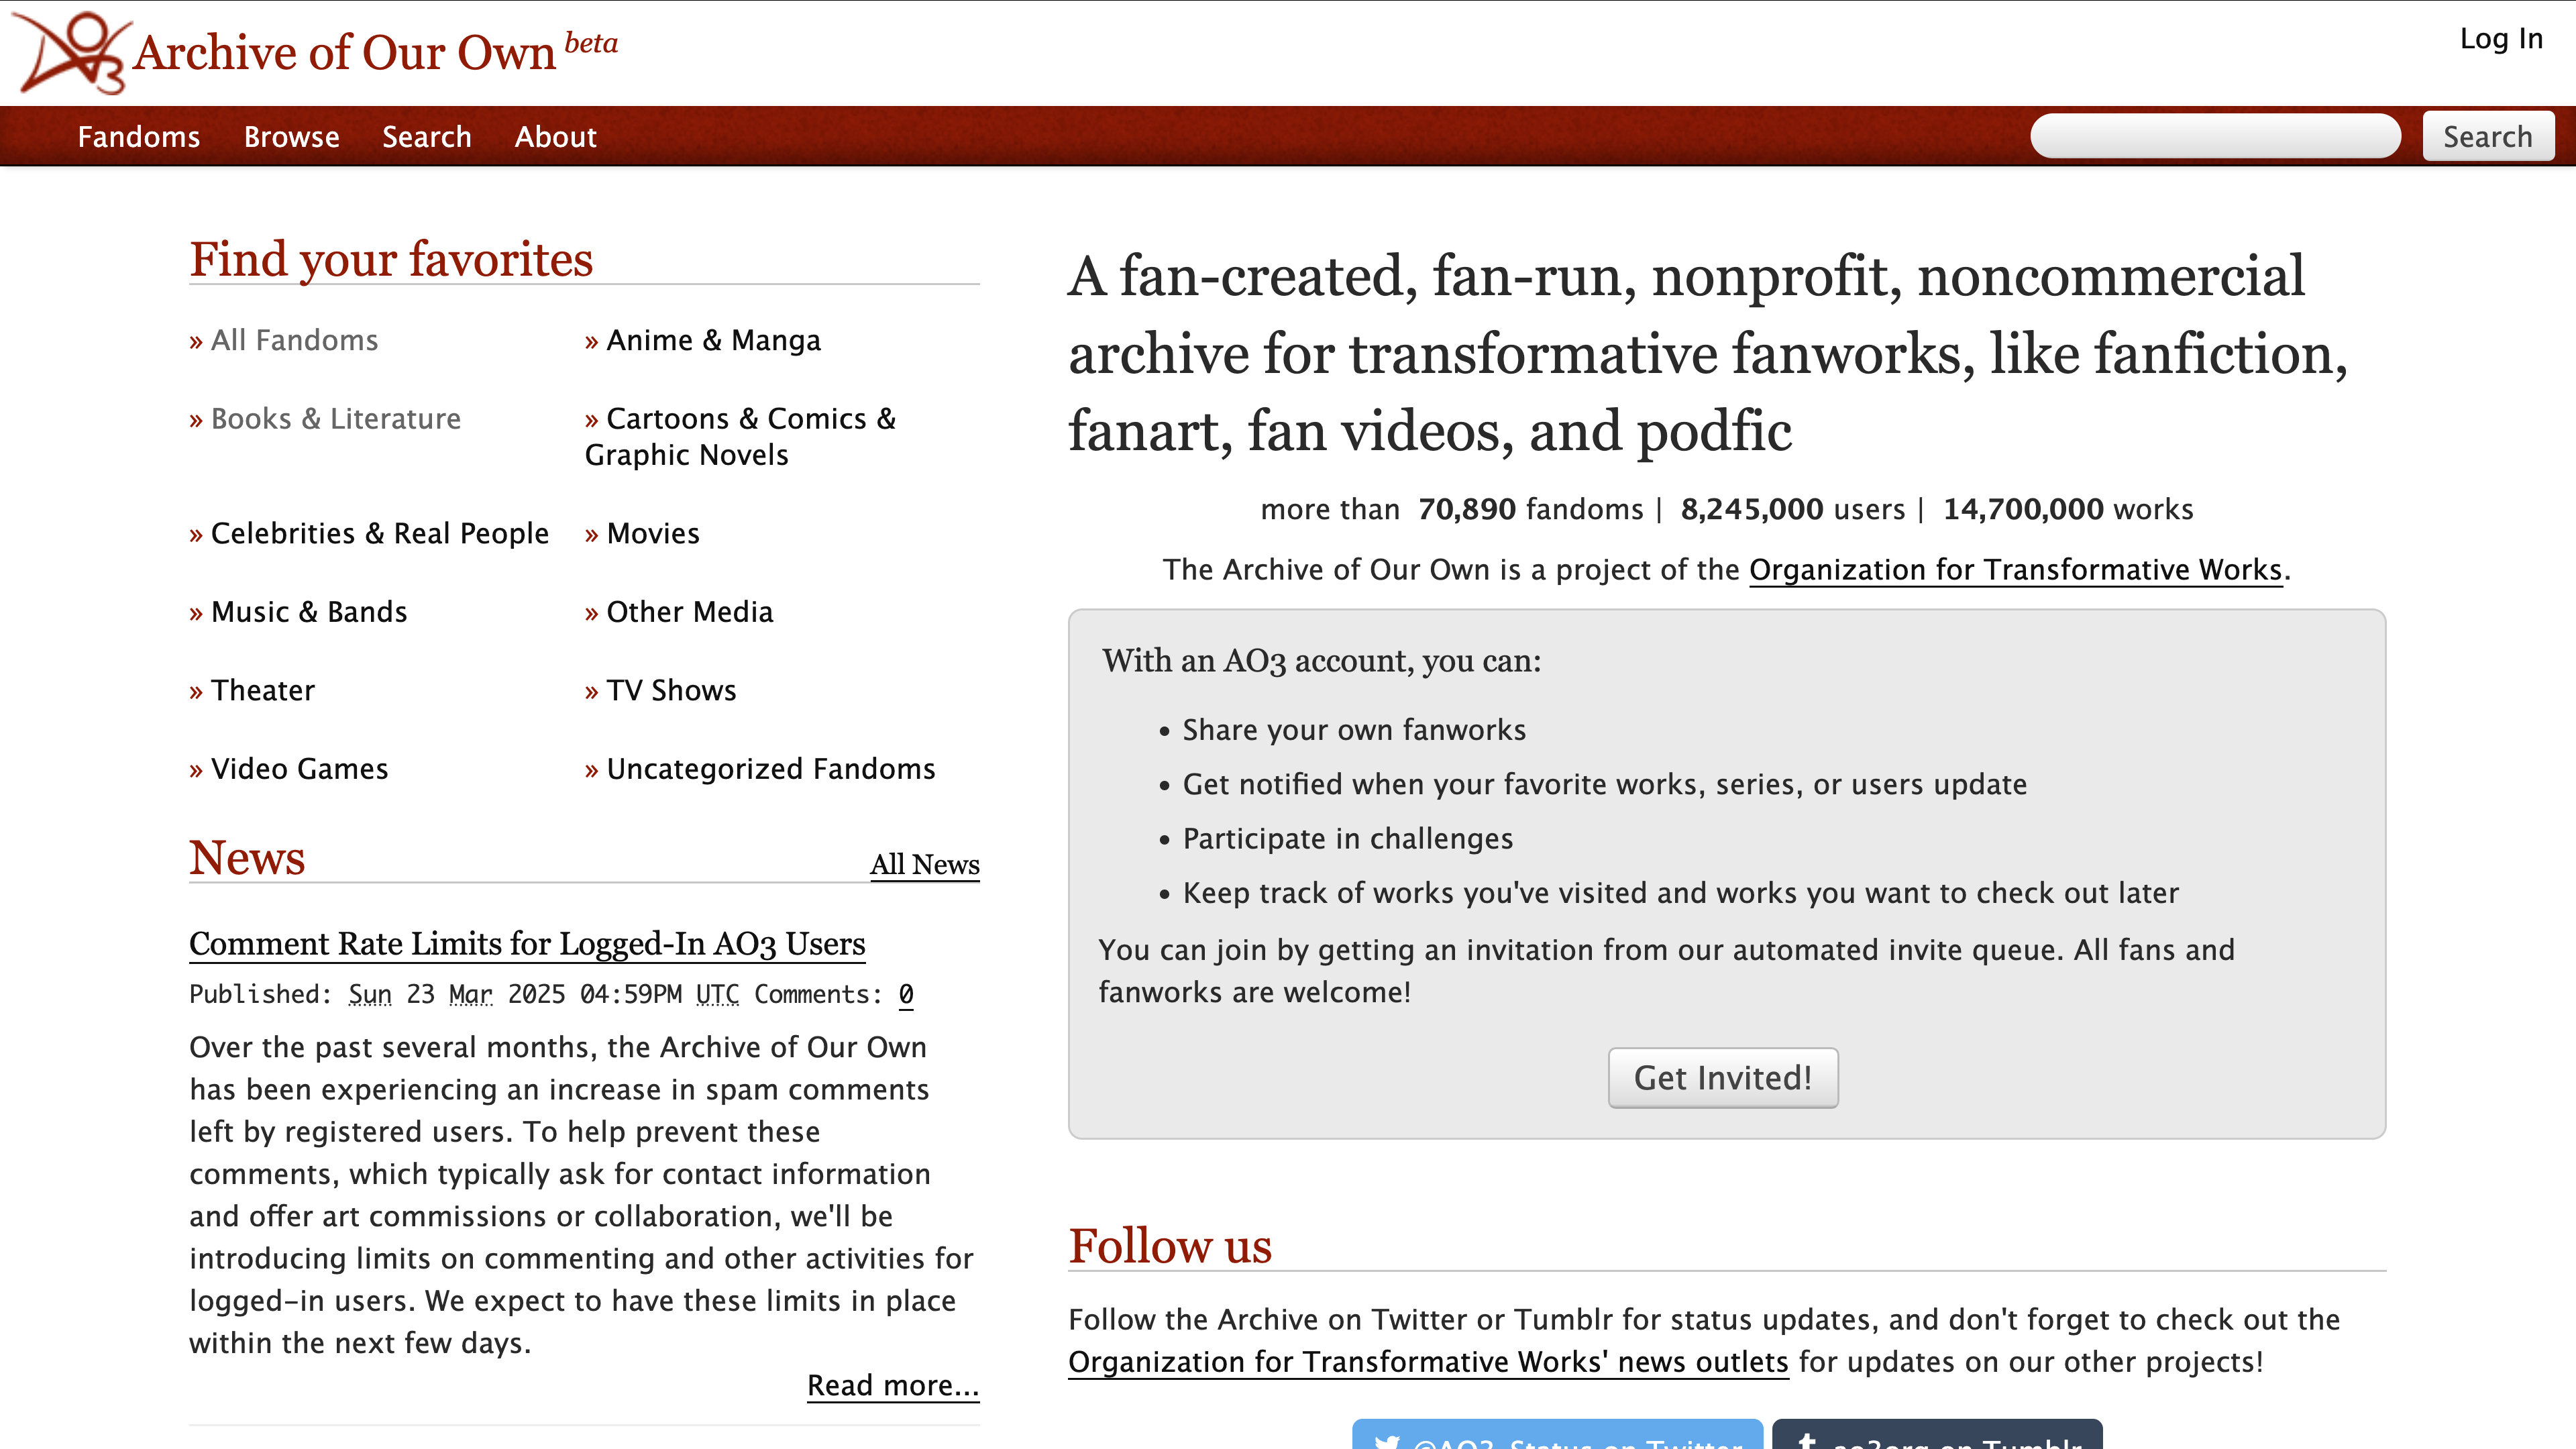 Archive of Our Own beta
Log In
Fandoms Browse Search About
Search
Find your favorites
» All Fandoms
» Anime & Manga
» Books & Literature
» Cartoons & Comics &
Graphic Novels
» Celebrities & Real People
» Movies
» Music & Bands
» Other Media
» Theater
» TV Shows
» Video Games
» Uncategorized Fandoms
News
All News
Comment Rate Limits for Logged-In AO3 Users
Published: Sun 23 Mar 2025 04:59PM UTC Comments: 0
Over the past several months, the Archive of Our Own
has been experiencing an increase in spam comments
left by registered users. To help prevent these
comments, which typically ask for contact information
and offer art commissions or collaboration, we'll be
introducing limits on commenting and other activities for
logged-in users. We expect to have these limits in place
within the next few days.
Read more...
A fan-created, fan-run, nonprofit, noncommercial
archive for transformative fanworks, like fanfiction,
fanart, fan videos, and podfic
more than 70,890 fandoms | 8,245,000 users | 14,700,000 works
The Archive of Our Own is a project of the Organization for Transformative Works.
With an AO3 account, you can:
• Share your own fanworks
• Get notified when your favorite works, series, or users update
• Participate in challenges
• Keep track of works you've visited and works you want to check out later
You can join by getting an invitation from our automated invite queue. All fans and
fanworks are welcome!
Get Invited!
Follow us
Follow the Archive on Twitter or Tumblr for status updates, and don't forget to check out the
Organization for Transformative Works' news outlets for updates on our other projects!
@AO3_Status on Twitter
ao3org on Tumblr